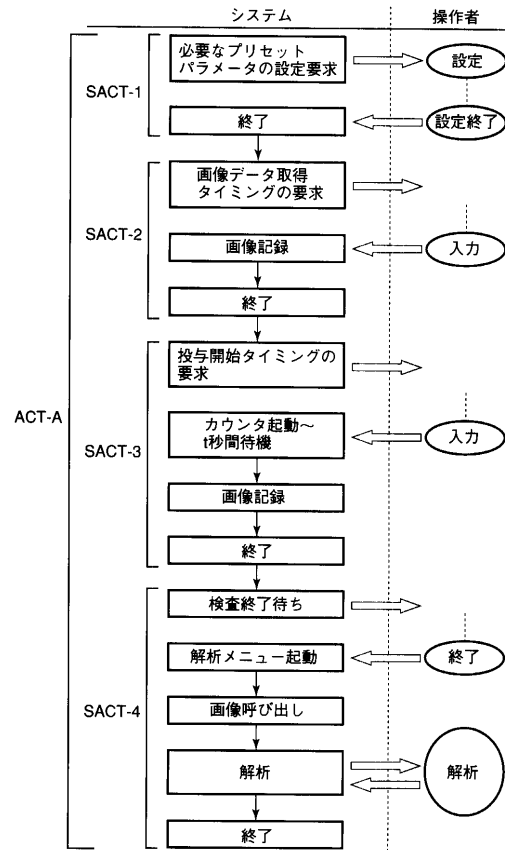 システム
操作者
必要なプリセット
パラメータの設定要求
設定
SACT-1
終了
設定終了
画像データ取得
タイミングの要求
SACT-2
画像記録
入力
終了
投与開始タイミングの
要求
ACT-A
カウンタ起動～
t秒間待機
入力
SACT-3
画像記録
終了
検査終了待ち
解析メニュー起動
終了
画像呼び出し
SACT-4
解析
解析
終了